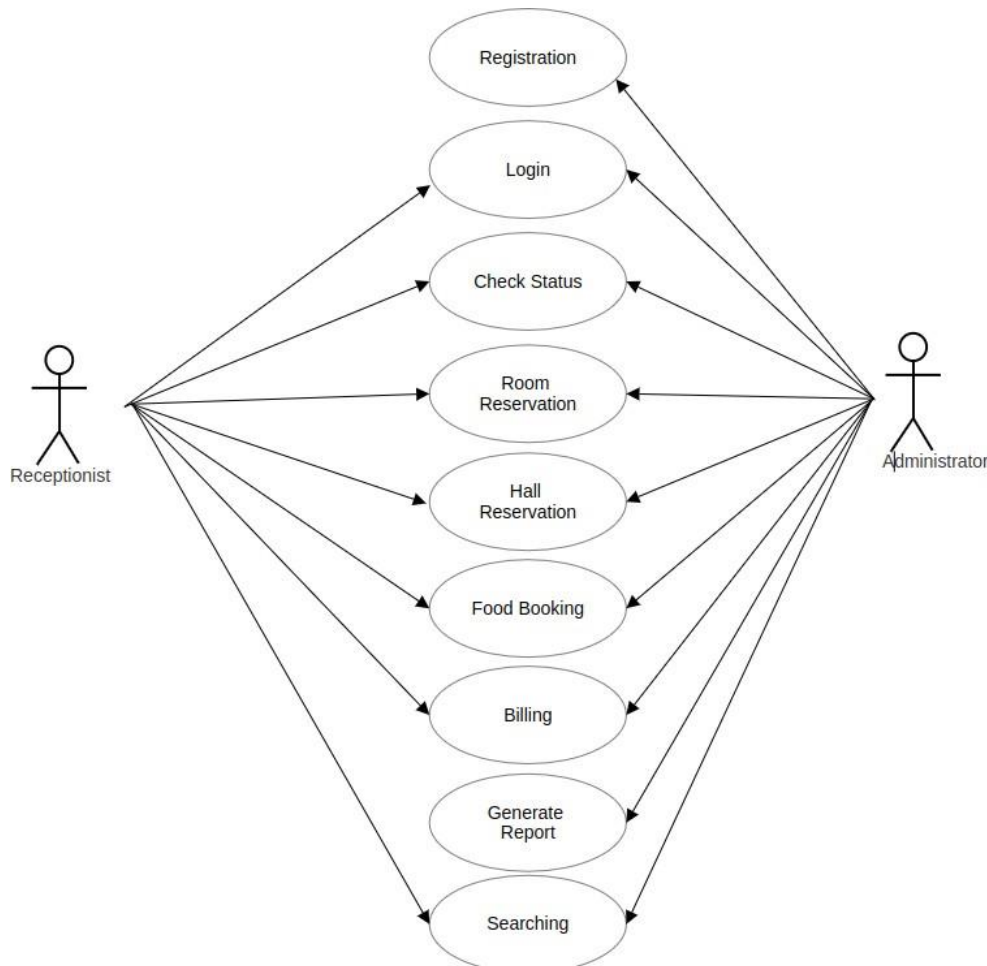 Registration
Login
Check Status
Room
Reservation
Receptionist
Administrator
Hall
Reservation
Food Booking
Billing
Generate
Report
Searching